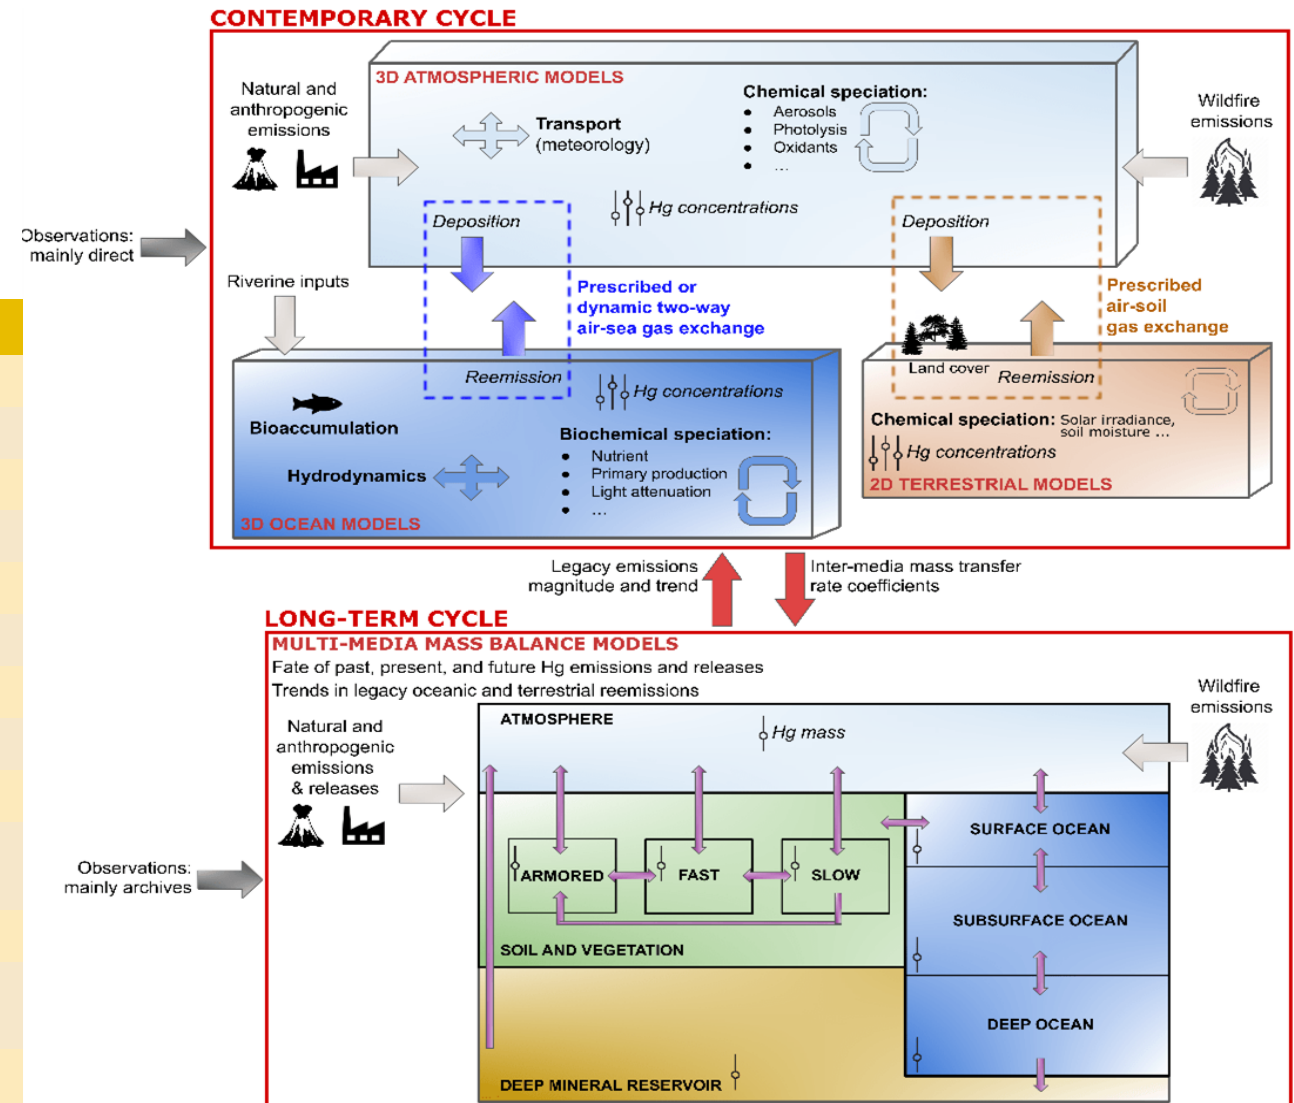 CONTEMPORARY CYCLE
3D ATMOSPHERIC MODELS
Natural and
anthropogenic
emissions
Transport
(meteorology)
Chemical speciation:
• Aerosols
• Photolysis
• Oxidants
• ...
Wildfire
emissions
Hg concentrations
Observations:
mainly direct
Deposition
Deposition
Riverine inputs
Prescribed or
dynamic two-way
air-sea gas exchange
Prescribed
air-soil
gas exchange
Reemission
Hg concentrations
Land cover
Reemission
Bioaccumulation
Biochemical speciation:
• Nutrient
• Primary production
• Light attenuation
• ...
Hydrodynamics
3D OCEAN MODELS
Chemical speciation: Solar irradiance,
soil moisture ...
Hg concentrations
2D TERRESTRIAL MODELS
Legacy emissions
magnitude and trend
Inter-media mass transfer
rate coefficients
LONG-TERM CYCLE
MULTI-MEDIA MASS BALANCE MODELS
Fate of past, present, and future Hg emissions and releases
Trends in legacy oceanic and terrestrial reemissions
Natural and
anthropogenic
emissions
& releases
ATMOSPHERE
Hg mass
Wildfire
emissions
Observations:
mainly archives
ARMORED
FAST
SLOW
SOIL AND VEGETATION
SURFACE OCEAN
SUBSURFACE OCEAN
DEEP OCEAN
DEEP MINERAL RESERVOIR